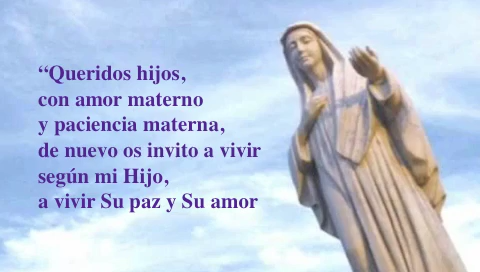 “Queridos hijos,
con amor materno
y paciencia materna,
de nuevo os invito a vivir
según mi Hijo,
a vivir Su paz y Su amor